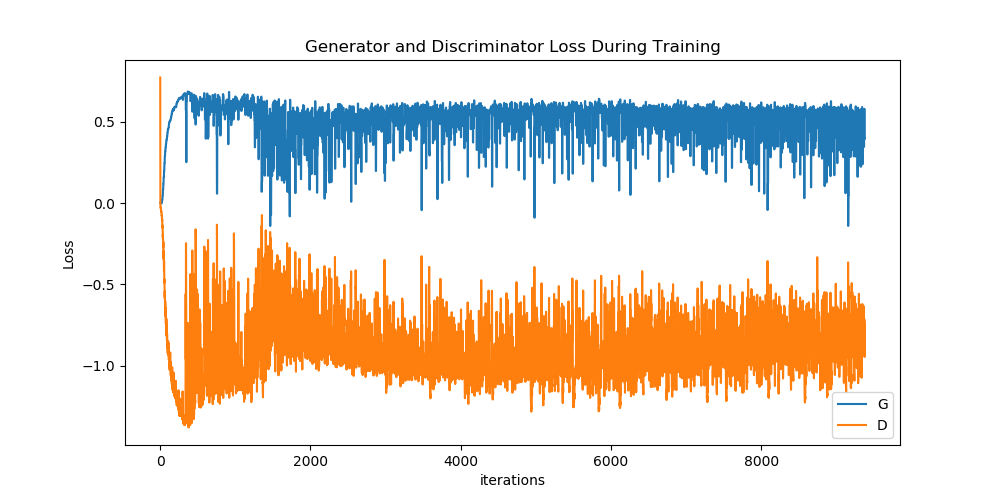 Generator and Discriminator Loss During Training
Loss
0.5
0.0
−0.5
−1.0
0
2000
4000
6000
8000
iterations
G
D